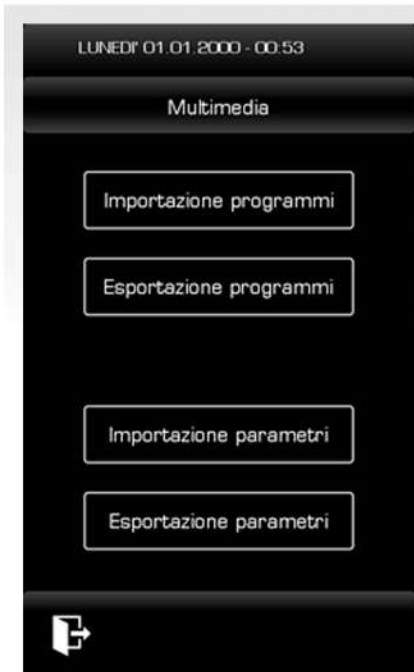 LUNEDI' 01.01.2000 - 00:53
Multimedia
Importazione programmi
Esportazione programmi
Importazione parametri
Esportazione parametri